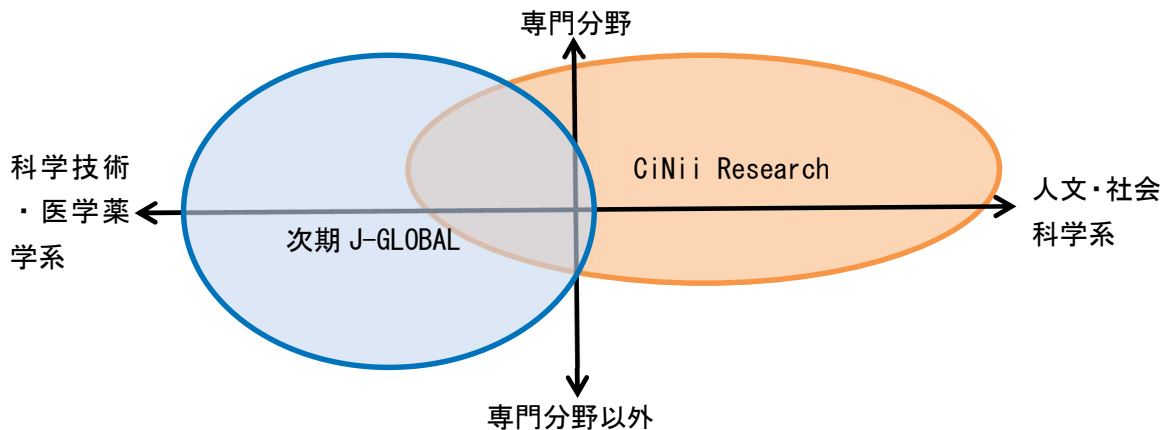 専門分野
科学技術
・医学薬
学系
CiNii Research
人文・社会
科学系
次期 J-GLOBAL
専門分野以外